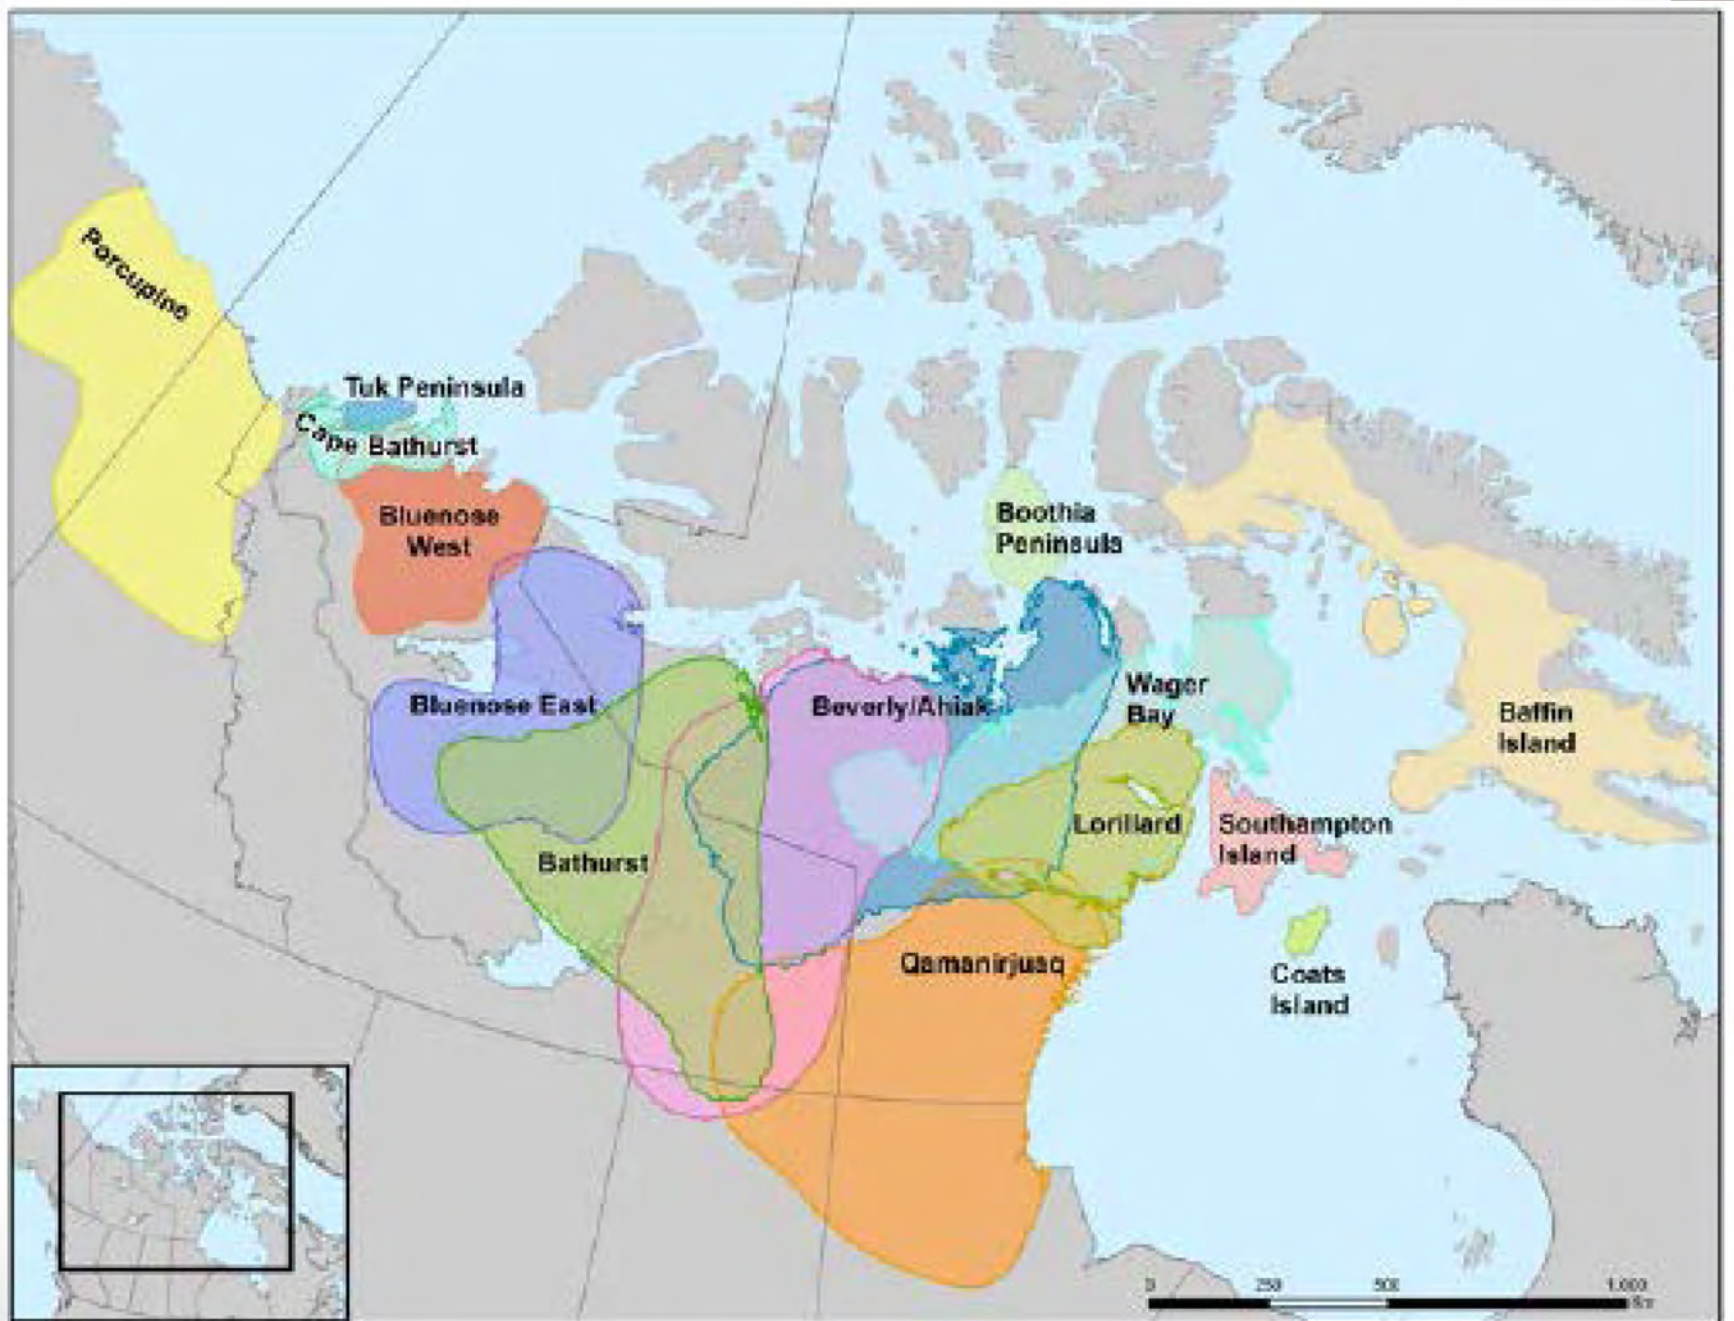 Porcupine
Tuk Peninsula
Cape Bathurst
Bluenose
West
Boothia
Peninsula
Bluenose East
Beverly/Ahiak
Wager
Bay
Baffin
Island
Bathurst
Lorillard
Southampton
Island
Qamanirjuaq
Coats
Island
0 250 500 1,000